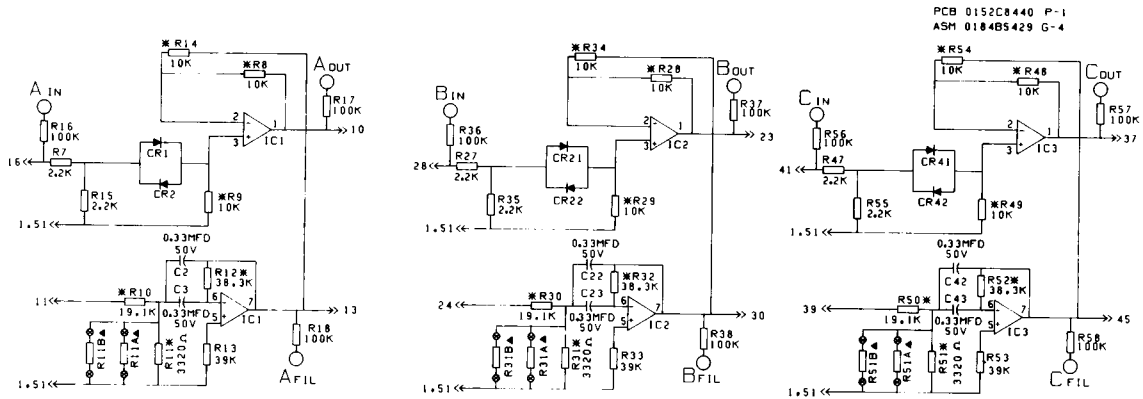 PCB 0152C8440 P-1
ASM 0184B5429 G-4
※R14
10K
※R8
10K
A OUT
R17
100K
A IN
R16
100K
16
R7
2.2K
2
3
1
IC1
10
CR1
CR2
R15
2.2K
※R9
10K
1.51
0.33MFD
50V
C2
R12※
38.3K
C3
11
※R10
19.1K
0.33MFD
50V
6
5
7
IC1
13
R11B▲
R11A▲
R11※
3320Ω
R13
39K
R18
100K
A FIL
1.51
※R34
10K
※R28
10K
B OUT
R37
100K
B IN
R36
100K
28
R27
2.2K
2
3
1
IC2
23
CR21
CR22
R35
2.2K
※R29
10K
1.51
0.33MFD
50V
C22
※R32
38.3K
C23
24
※R30
19.1K
0.33MFD
50V
6
5
7
IC2
30
R31B▲
R31A▲
R31※
3320Ω
R33
39K
R38
100K
B FIL
1.51
※R54
10K
※R48
10K
C OUT
R57
100K
C IN
R56
100K
41
R47
2.2K
2
3
1
IC3
37
CR41
CR42
R55
2.2K
※R49
10K
1.51
0.33MFD
50V
C42
R52※
38.3K
C43
39
R50※
19.1K
0.33MFD
50V
6
5
7
IC3
45
R51B▲
R51A▲
R51※
3320Ω
R53
39K
R58
100K
C FIL
1.51